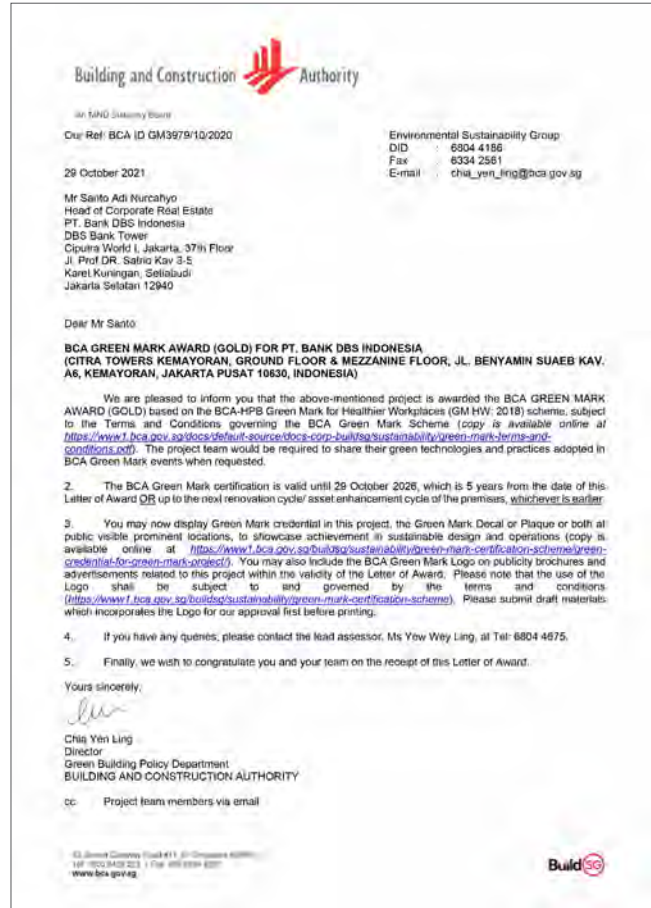 Building and Construction Authority
An MND Statutory Board
Our Ref: BCA ID GM3979/10/2020
Environmental Sustainability Group
DID : 6804 4186
Fax : 6334 2561
E-mail : chia_yen_ling@bca.gov.sg
29 October 2021
Mr Santo Adi Nurcahyo
Head of Corporate Real Estate
PT. Bank DBS Indonesia
DBS Bank Tower
Ciputra World I, Jakarta, 37th Floor
Jl. Prof DR. Satrio Kav 3-5
Karet Kuningan, Setiabudi
Jakarta Selatan 12940
Dear Mr Santo
BCA GREEN MARK AWARD (GOLD) FOR PT. BANK DBS INDONESIA
(CITRA TOWERS KEMAYORAN, GROUND FLOOR & MEZZANINE FLOOR, JL. BENYAMIN SUAEB KAV.
A6, KEMAYORAN, JAKARTA PUSAT 10630, INDONESIA)
We are pleased to inform you that the above-mentioned project is awarded the BCA GREEN MARK
AWARD (GOLD) based on the BCA-HPB Green Mark for Healthier Workplaces (GM HW: 2018) scheme, subject
to the Terms and Conditions governing the BCA Green Mark Scheme (copy is available online at
https://www1.bca.gov.sg/docs/default-source/docs-corp-buildsg/sustainability/green-mark-terms-and-
conditions.pdf). The project team would be required to share their green technologies and practices adopted in
BCA Green Mark events when requested.
2. The BCA Green Mark certification is valid until 29 October 2026, which is 5 years from the date of this
Letter of Award OR up to the next renovation cycle/ asset enhancement cycle of the premises, whichever is earlier.
3. You may now display Green Mark credential in this project, the Green Mark Decal or Plaque or both at
public visible prominent locations, to showcase achievement in sustainable design and operations (copy is
available online at https://www1.bca.gov.sg/buildsg/sustainability/green-mark-certification-scheme/green-
credential-for-green-mark-project/). You may also include the BCA Green Mark Logo on publicity brochures and
advertisements related to this project within the validity of the Letter of Award. Please note that the use of the
Logo shall be subject to and governed by the terms and conditions
(https://www1.bca.gov.sg/buildsg/sustainability/green-mark-certification-scheme). Please submit draft materials
which incorporates the Logo for our approval first before printing.
4. If you have any queries, please contact the lead assessor, Ms Yew Wey Ling, at Tel: 6804 4675.
5. Finally, we wish to congratulate you and your team on the receipt of this Letter of Award.
Yours sincerely,
Chia Yen Ling
Director
Green Building Policy Department
BUILDING AND CONSTRUCTION AUTHORITY
cc Project team members via email
www.bca.gov.sg
Build SG